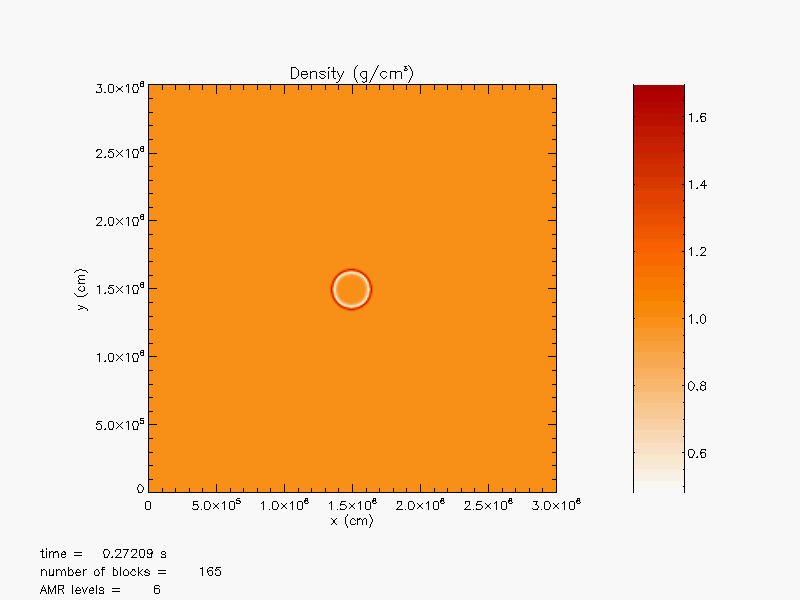 Density (g/cm³)
3.0×10⁶
2.5×10⁶
2.0×10⁶
1.5×10⁶
1.0×10⁶
5.0×10⁵
0
y (cm)
0 5.0×10⁵ 1.0×10⁶ 1.5×10⁶ 2.0×10⁶ 2.5×10⁶ 3.0×10⁶
x (cm)
1.6
1.4
1.2
1.0
0.8
0.6
time = 0.27209 s
number of blocks = 165
AMR levels = 6